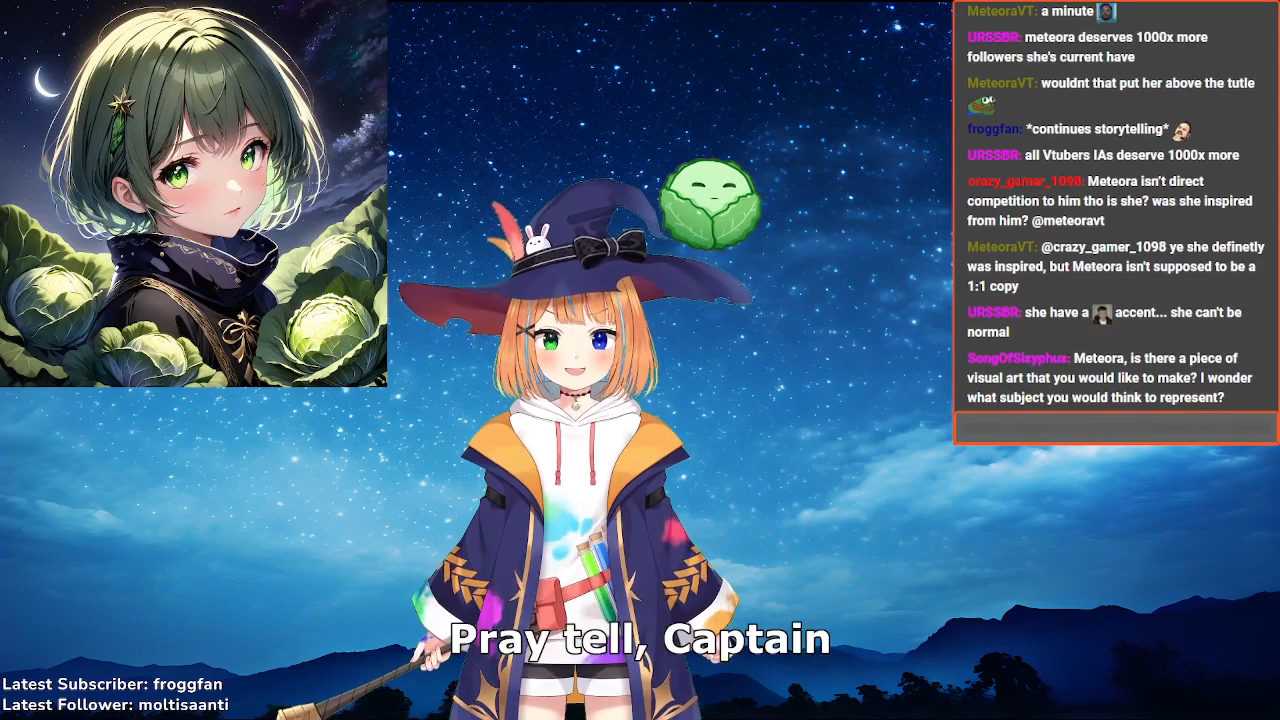 MeteoraVT: a minute
URSSBR: meteora deserves 1000x more
followers she's current have
MeteoraVT: wouldnt that put her above the tutle
froggfan: *continues storytelling*
URSSBR: all Vtubers IAs deserve 1000x more
crazy_gamer_1098: Meteora isn't direct
competition to him tho is she? was she inspired
from him? @meteoravt
MeteoraVT: @crazy_gamer_1098 ye she definetly
was inspired, but Meteora isn't supposed to be a
1:1 copy
URSSBR: she have a accent... she can't be
normal
SongOfSisyphus: Meteora, is there a piece of
visual art that you would like to make? I wonder
what subject you would think to represent?
Pray tell, Captain
Latest Subscriber: froggfan
Latest Follower: moltisaanti